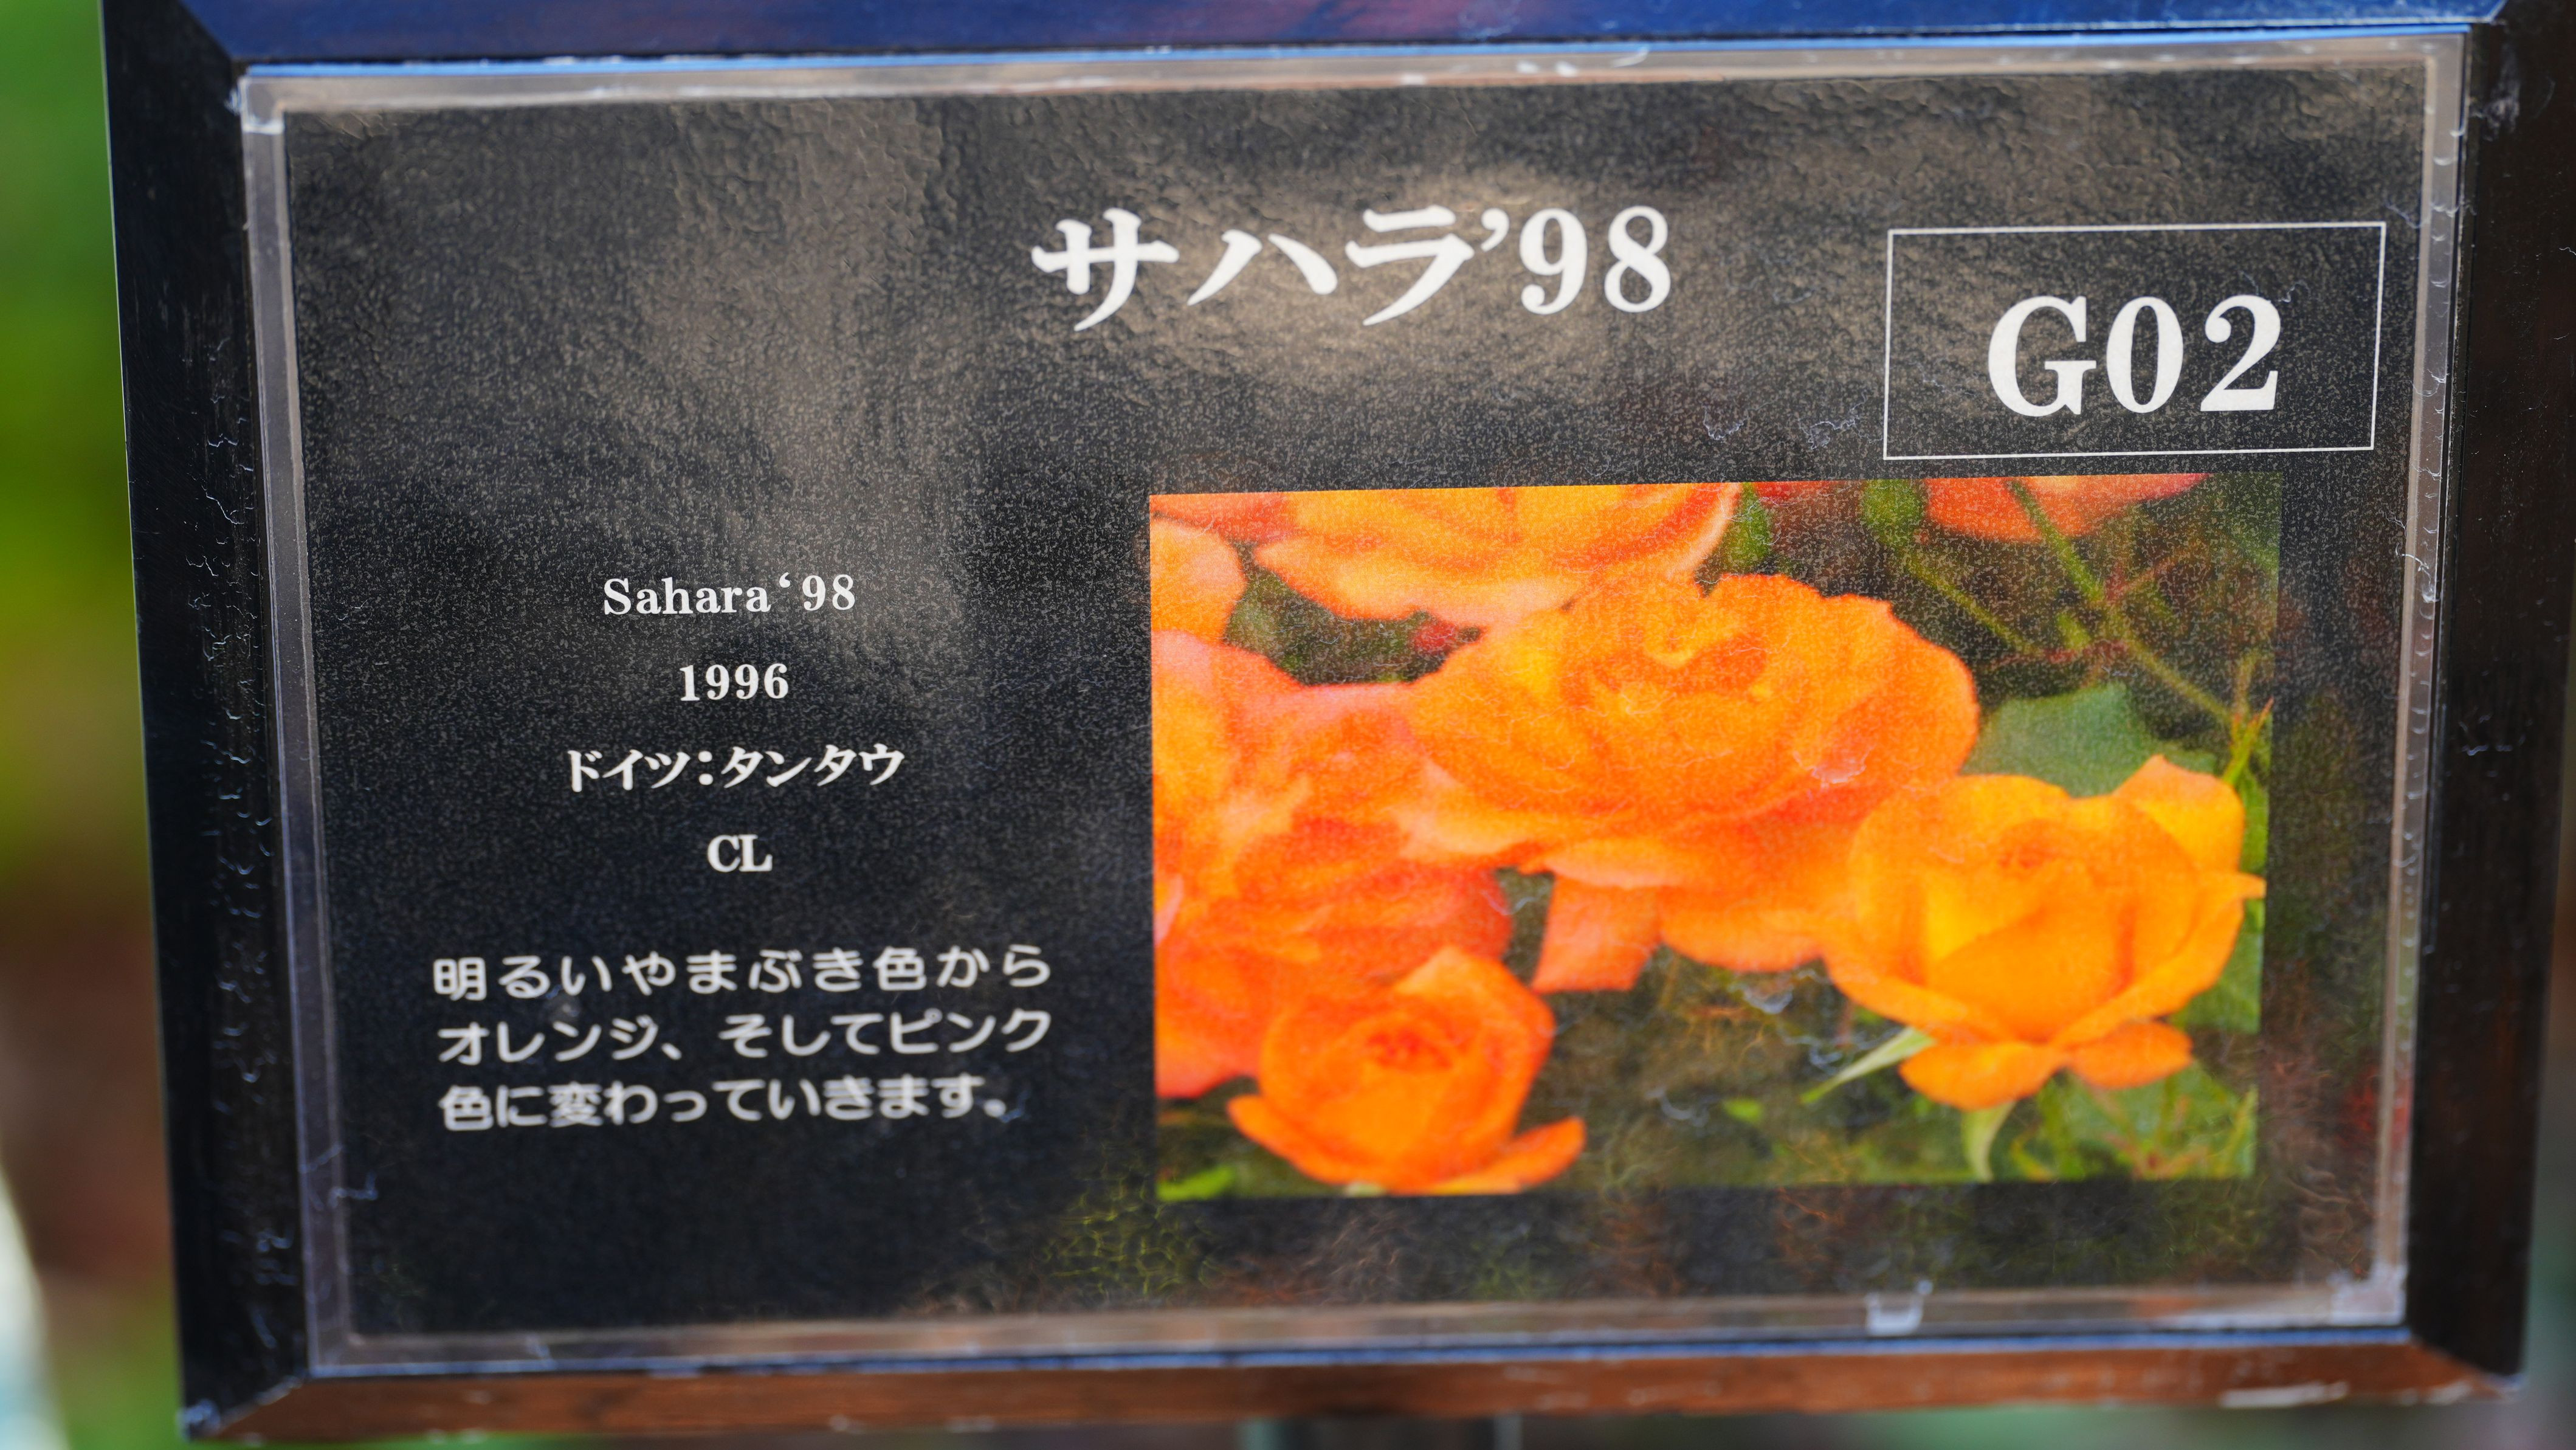 サハラ’98
G02
Sahara‘98
1996
ドイツ：タンタウ
CL
明るいやまぶき色から
オレンジ、そしてピンク
色に変わっていきます。